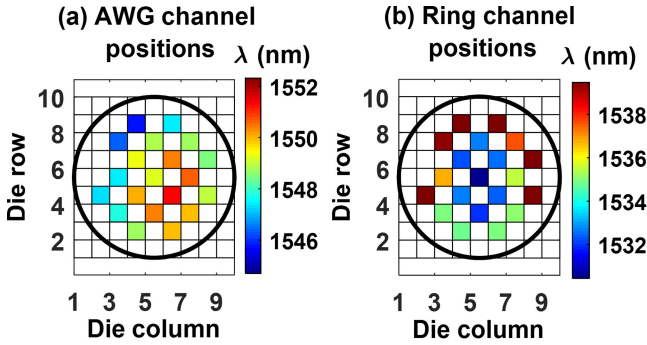 (a) AWG channel positions
λ (nm)
1552
1550
1548
1546
10
8
6
4
2
Die row
1 3 5 7 9
Die column
(b) Ring channel positions
λ (nm)
1538
1536
1534
1532
10
8
6
4
2
Die row
1 3 5 7 9
Die column